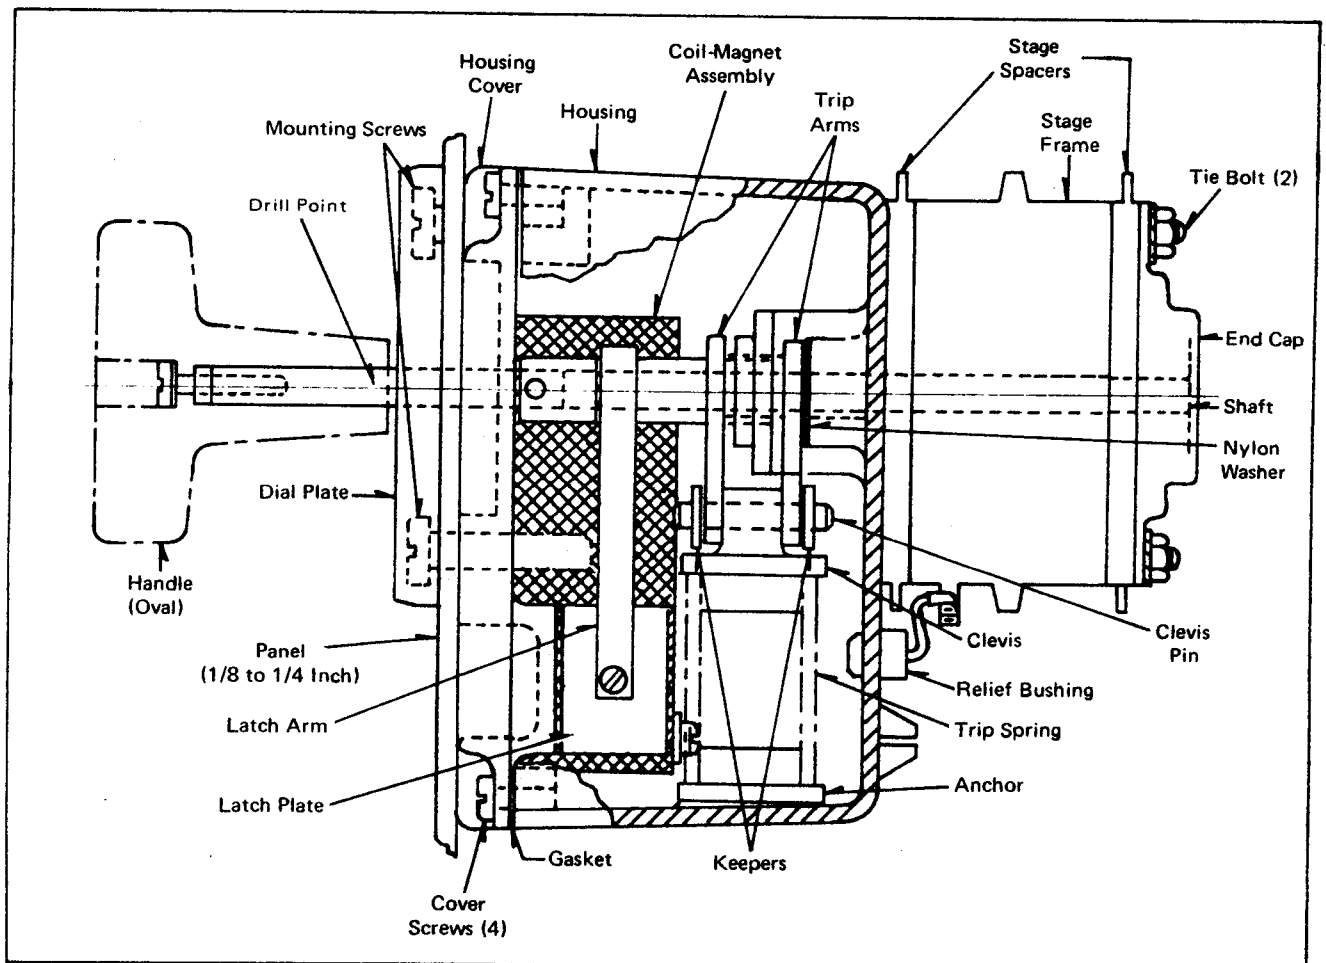 Coil-Magnet
Assembly
Stage
Spacers
Housing
Cover
Trip
Arms
Housing
Stage
Frame
Mounting Screws
Tie Bolt (2)
Drill Point
End Cap
Shaft
Nylon
Washer
Dial Plate
Handle
(Oval)
Clevis
Clevis
Pin
Panel
(1/8 to 1/4 Inch)
Relief Bushing
Latch Arm
Trip Spring
Anchor
Latch Plate
Gasket
Keepers
Cover
Screws (4)